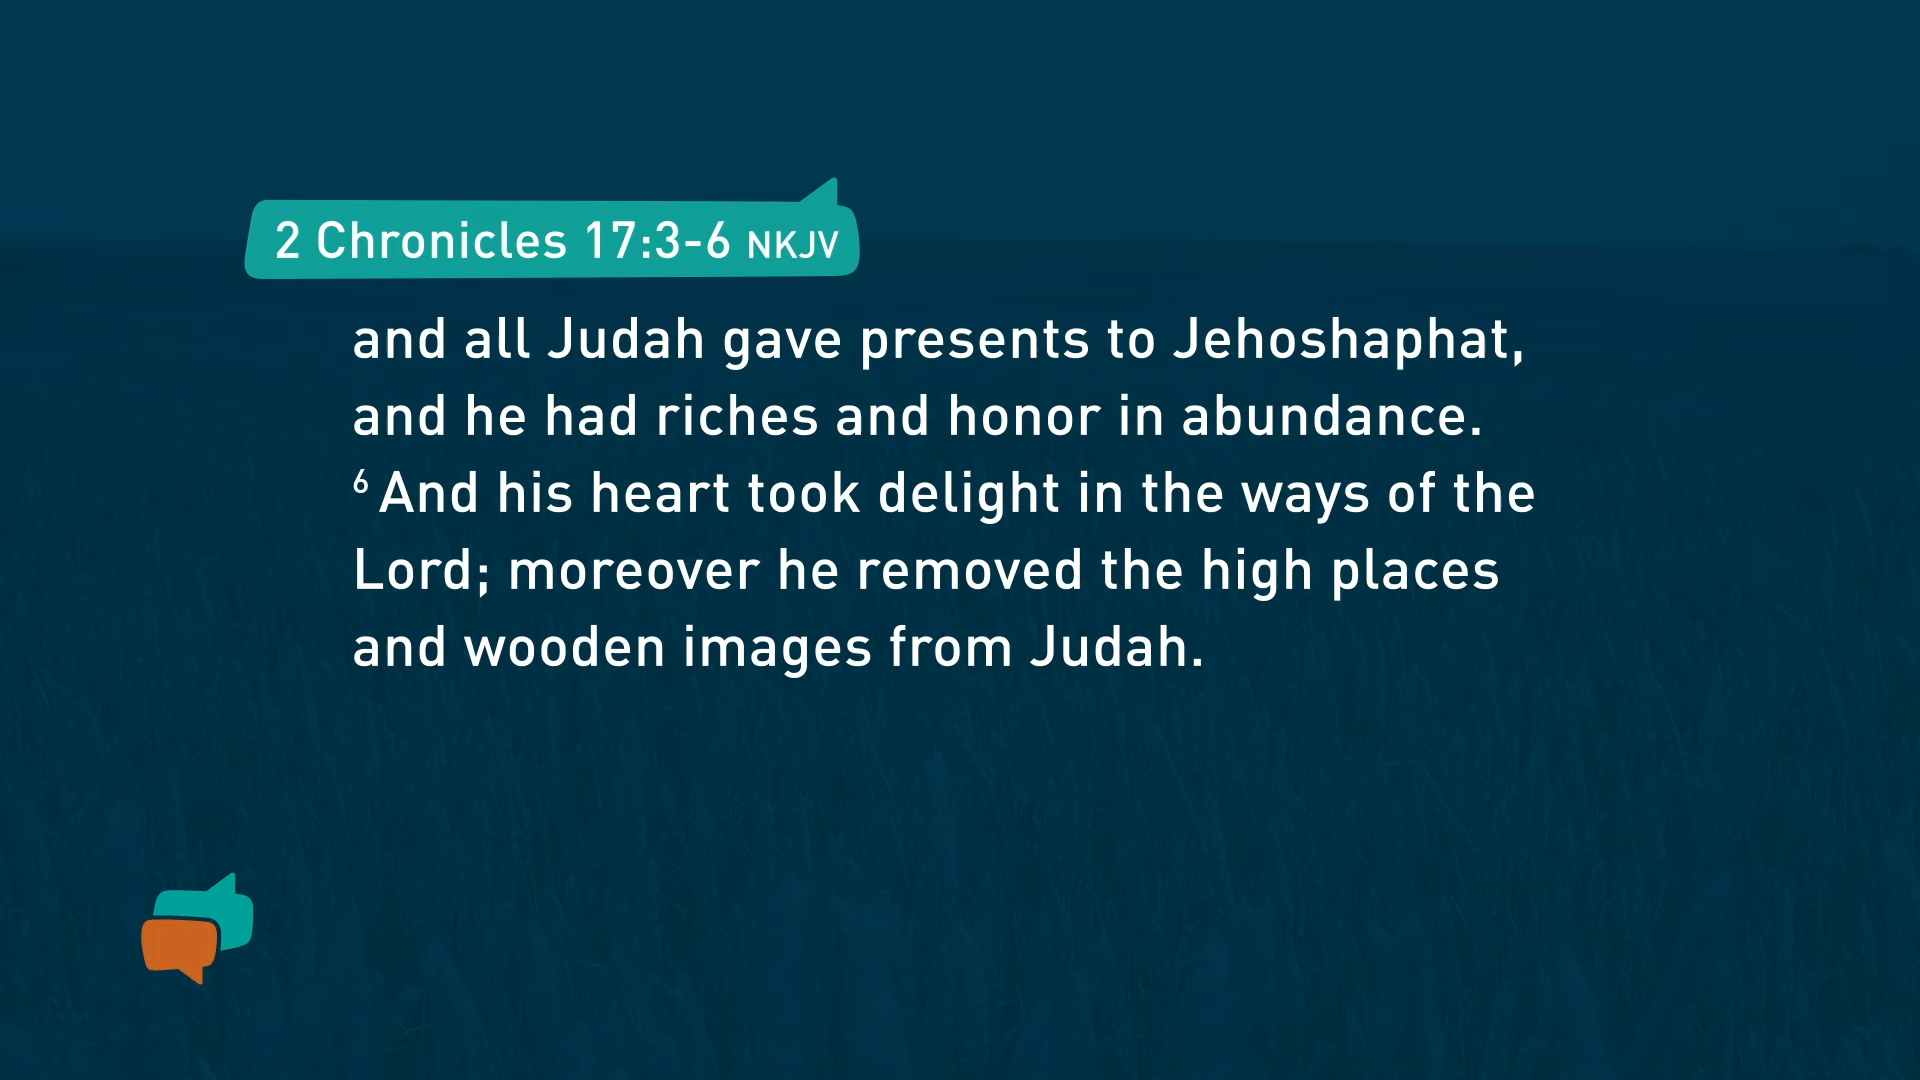 2 Chronicles 17:3-6 NKJV
and all Judah gave presents to Jehoshaphat,
and he had riches and honor in abundance.
6 And his heart took delight in the ways of the
Lord; moreover he removed the high places
and wooden images from Judah.